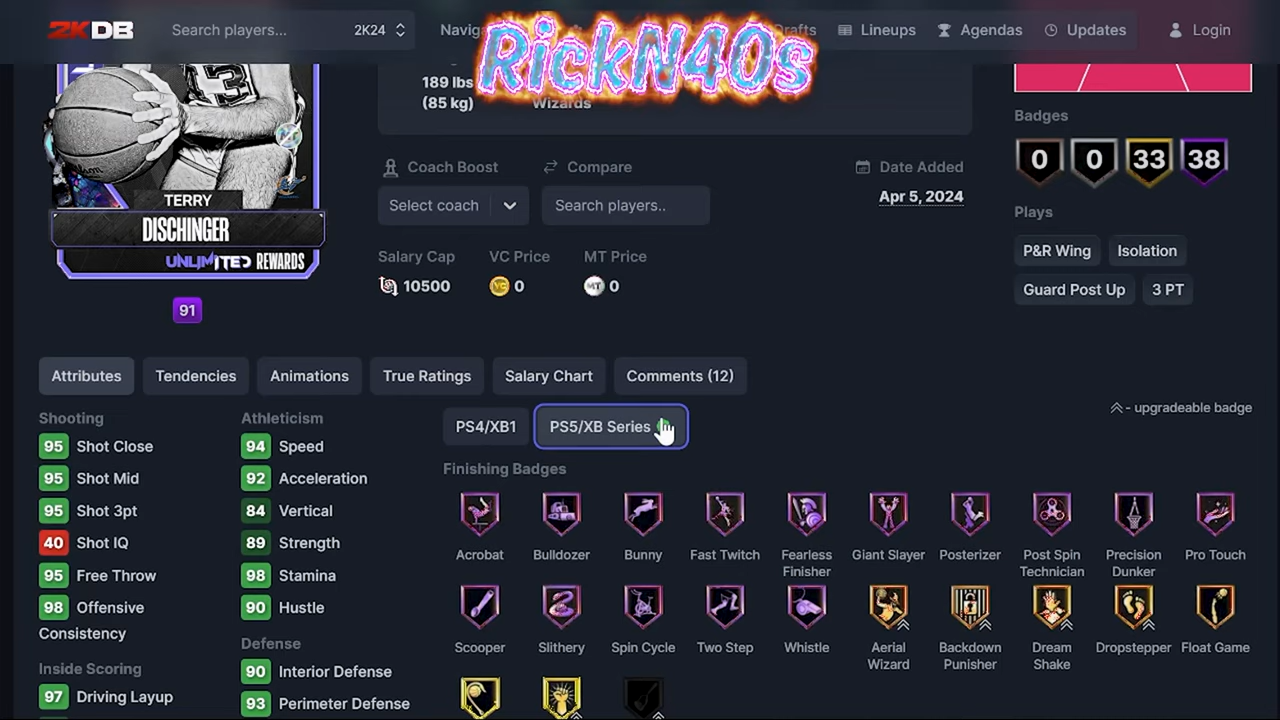 2KDB
Search players...
2K24
Lineups
Agendas
Updates
Login
RickN40s
189 lbs
(85 kg)
Wizards
13
TERRY
DISCHINGER
UNLIMITED REWARDS
91
Coach Boost
Select coach
Compare
Search players..
Date Added
Apr 5, 2024
Salary Cap
10500
VC Price
VC 0
MT Price
MT 0
Badges
0 0 33 38
Plays
P&R Wing
Isolation
Guard Post Up
3 PT
Attributes
Tendencies
Animations
True Ratings
Salary Chart
Comments (12)
Shooting
95 Shot Close
95 Shot Mid
95 Shot 3pt
40 Shot IQ
95 Free Throw
98 Offensive
Consistency
Inside Scoring
97 Driving Layup
Athleticism
94 Speed
92 Acceleration
84 Vertical
89 Strength
98 Stamina
90 Hustle
Defense
90 Interior Defense
93 Perimeter Defense
PS4/XB1
PS5/XB Series
- upgradeable badge
Finishing Badges
Acrobat
Bulldozer
Bunny
Fast Twitch
Fearless
Finisher
Giant Slayer
Posterizer
Post Spin
Technician
Precision
Dunker
Pro Touch
Scooper
Slithery
Spin Cycle
Two Step
Whistle
Aerial
Wizard
Backdown
Punisher
Dream
Shake
Dropstepper
Float Game